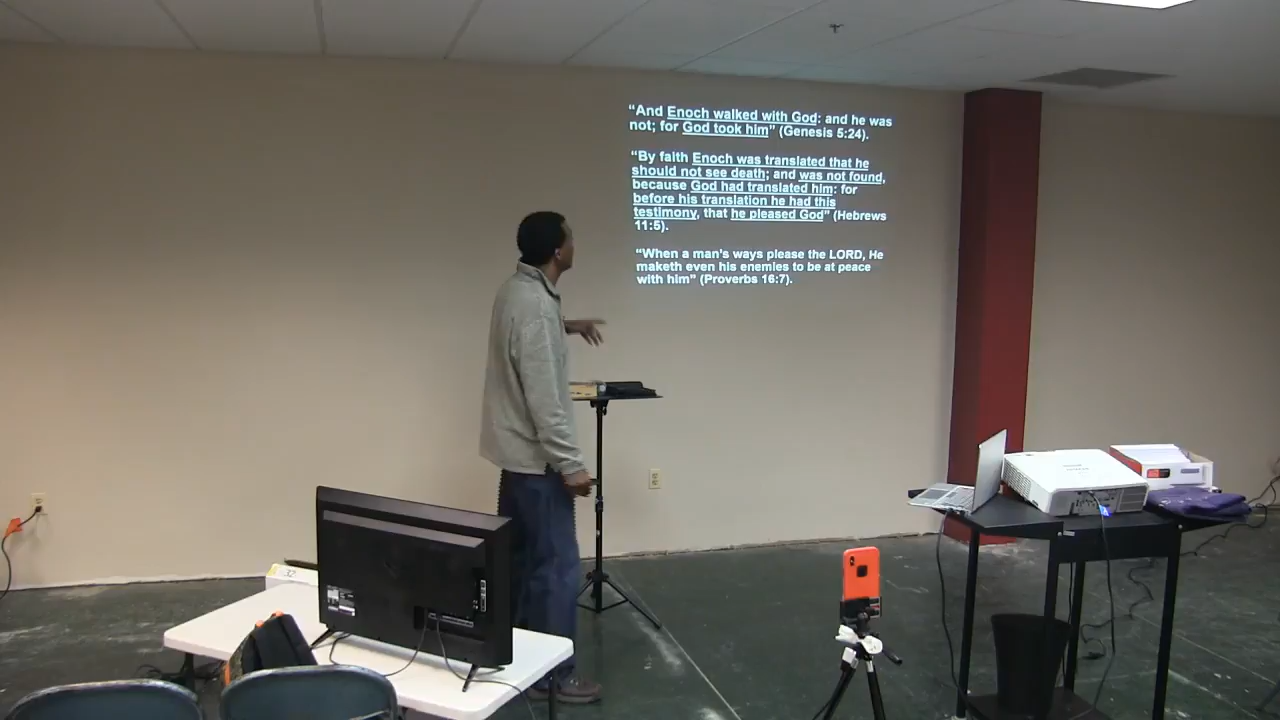 “And Enoch walked with God: and he was
not; for God took him” (Genesis 5:24).
“By faith Enoch was translated that he
should not see death; and was not found,
because God had translated him: for
before his translation he had this
testimony, that he pleased God” (Hebrews
11:5).
“When a man's ways please the LORD, He
maketh even his enemies to be at peace
with him” (Proverbs 16:7).